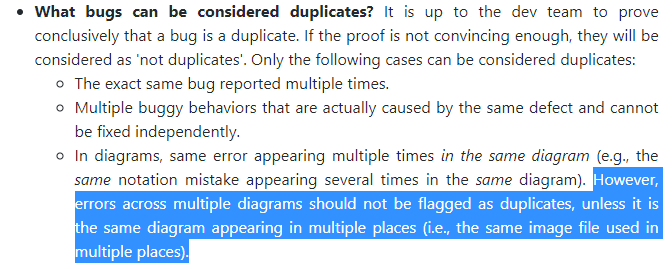 • What bugs can be considered duplicates? It is up to the dev team to prove
conclusively that a bug is a duplicate. If the proof is not convincing enough, they will be
considered as 'not duplicates'. Only the following cases can be considered duplicates:
○ The exact same bug reported multiple times.
○ Multiple buggy behaviors that are actually caused by the same defect and cannot
be fixed independently.
○ In diagrams, same error appearing multiple times in the same diagram (e.g., the
same notation mistake appearing several times in the same diagram). However,
errors across multiple diagrams should not be flagged as duplicates, unless it is
the same diagram appearing in multiple places (i.e., the same image file used in
multiple places).